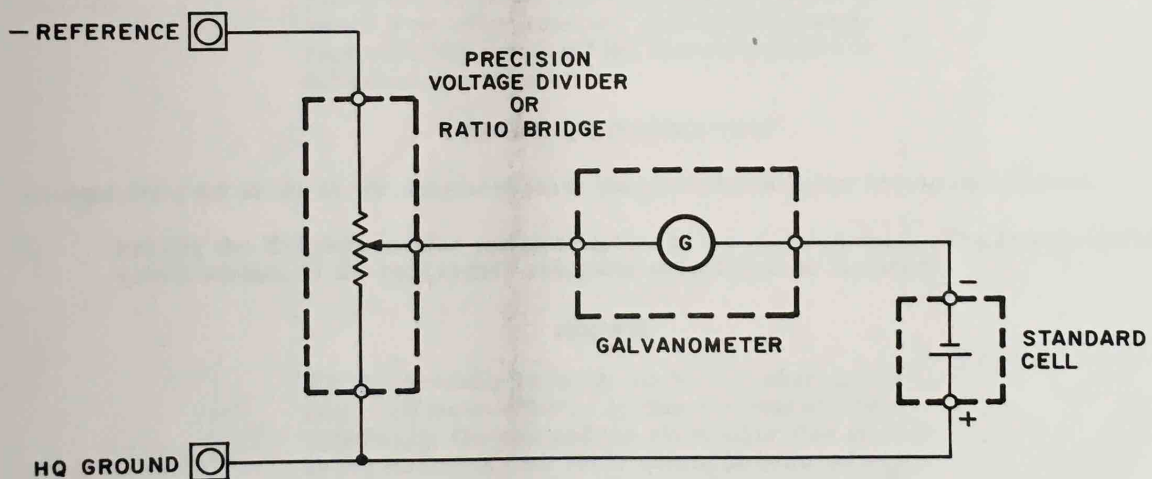 — REFERENCE
PRECISION
VOLTAGE DIVIDER
OR
RATIO BRIDGE
G
—
GALVANOMETER
STANDARD
CELL
+
HQ GROUND